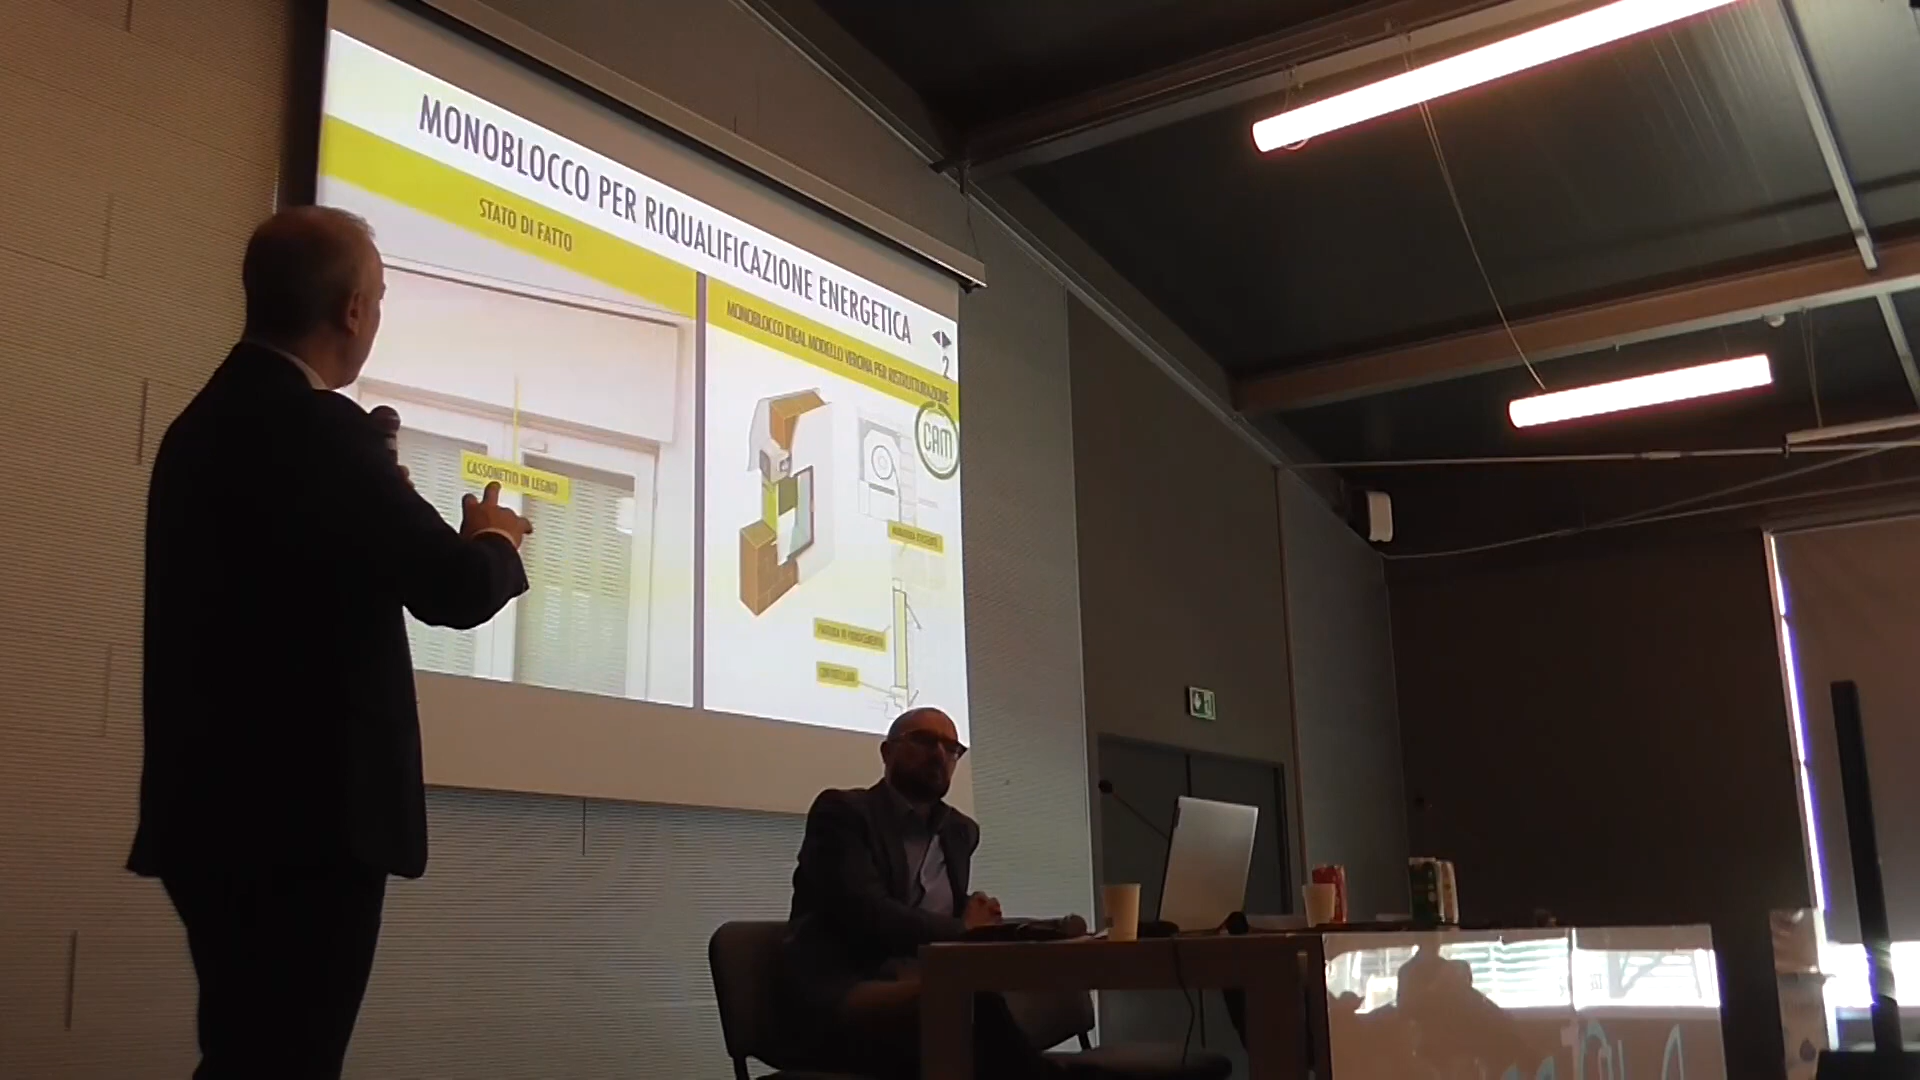 MONOBLOCCO PER RIQUALIFICAZIONE ENERGETICA
STATO DI FATTO
MONOBLOCCO IDEAL MODELLO VERONA PER RISTRUTTURAZIONE
2
CAM
CASSONETTO IN LEGNO